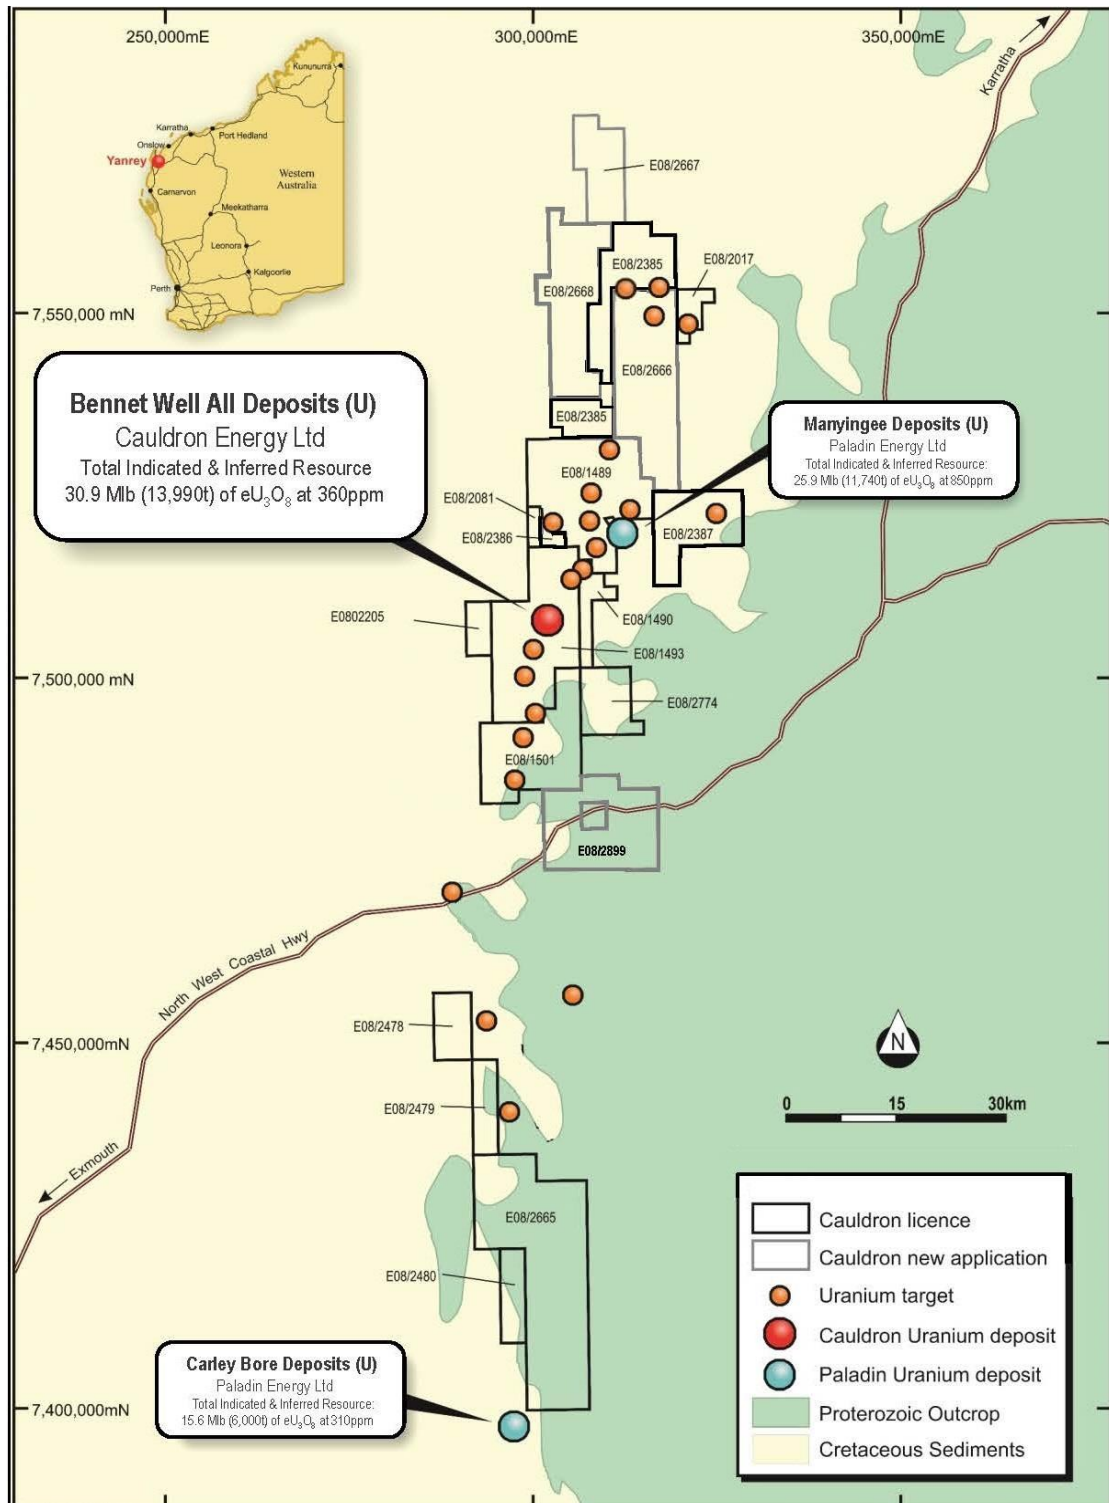 250,000mE
300,000mE
350,000mE
Karratha
Kununurra
Karratha
Port Hedland
Onslow
Yanrey
Carnarvon
Western
Australia
Meekatharra
Leonora
Kalgoorlie
Perth
E08/2667
E08/2385
E08/2017
E08/2668
7,550,000 mN
E08/2666
Bennet Well All Deposits (U)
Cauldron Energy Ltd
Total Indicated & Inferred Resource
30.9 Mlb (13,990t) of eU₃O₈ at 360ppm
E08/2385
Manyingee Deposits (U)
Paladin Energy Ltd
Total Indicated & Inferred Resource:
25.9 Mlb (11,740t) of eU₃O₈ at 850ppm
E08/1489
E08/2081
E08/2386
E08/2387
E0802205
E08/1490
E08/1493
7,500,000 mN
E08/2774
E08/1501
E08/2899
North West Coastal Hwy
E08/2478
7,450,000mN
N
E08/2479
0 15 30km
Exmouth
E08/2665
E08/2480
Cauldron licence
Cauldron new application
Uranium target
Cauldron Uranium deposit
Paladin Uranium deposit
Proterozoic Outcrop
Cretaceous Sediments
Carley Bore Deposits (U)
Paladin Energy Ltd
Total Indicated & Inferred Resource:
15.6 Mlb (6,000t) of eU₃O₈ at 310ppm
7,400,000mN